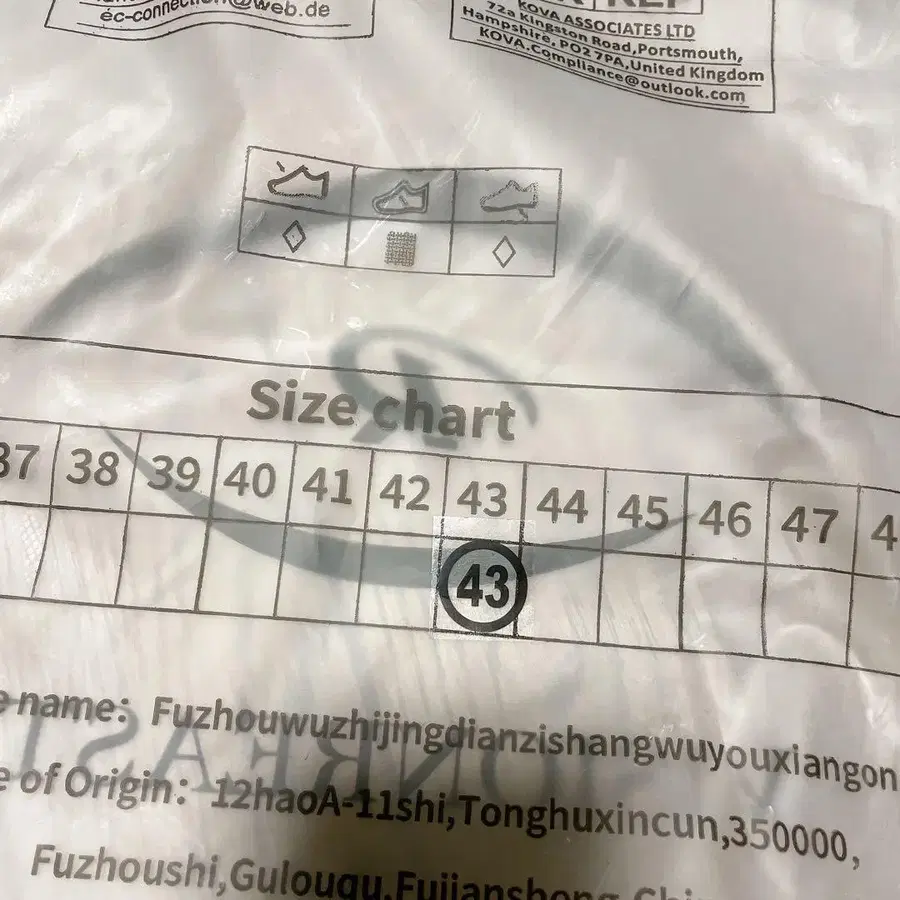 éc-connection@web.de
REP
KOVA ASSOCIATES LTD
72a Kingston Road,Portsmouth,
Hampshire, PO2 7PA,United Kingdom
KOVA.Compliance@outlook.com
Size chart
37 38 39 40 41 42 43 44 45 46 47
43
name: Fuzhouwuzhijingdianzishangwuyouxiangon
of Origin: 12haoA-11shi,Tonghuxincun,350000,
Fuzhoushi,Gulouqu,Fujiansheng,